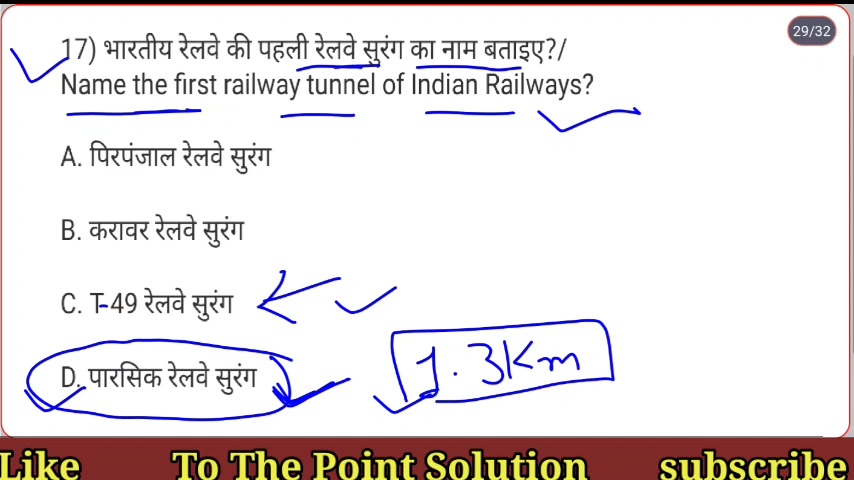 29/32
17) भारतीय रेलवे की पहली रेलवे सुरंग का नाम बताइए?/
Name the first railway tunnel of Indian Railways?
A. पिरपंजाल रेलवे सुरंग
B. करावर रेलवे सुरंग
C. T-49 रेलवे सुरंग
D. पारसिक रेलवे सुरंग
1.3Km
Like To The Point Solution subscribe